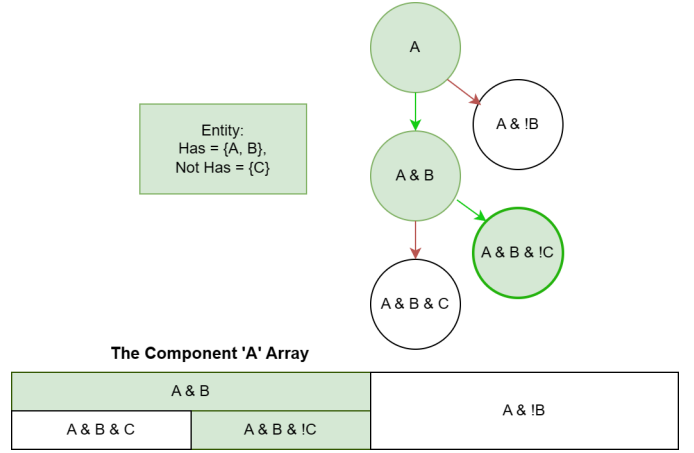 A
A & !B
Entity:
Has = {A, B},
Not Has = {C}
A & B
A & B & !C
A & B & C
The Component 'A' Array
A & B
A & !B
A & B & C
A & B & !C